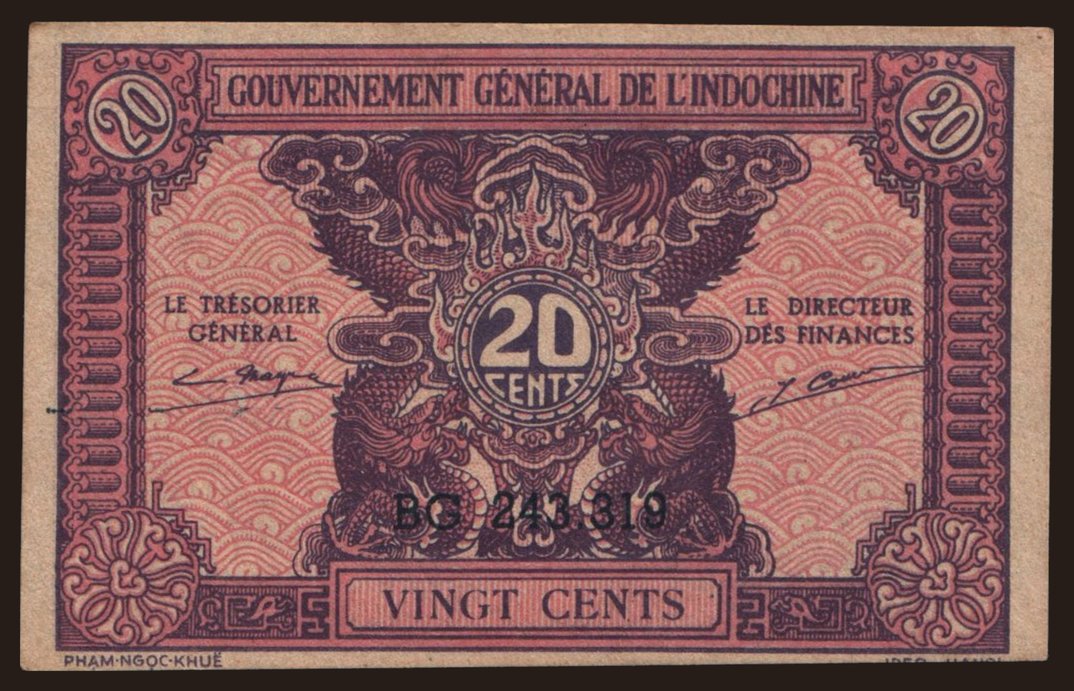 GOUVERNEMENT GÉNÉRAL DE L'INDOCHINE
20
20
LE TRÉSORIER
GÉNÉRAL
LE DIRECTEUR
DES FINANCES
20
CENTS
BG 243.319
VINGT CENTS
PHAM-NGỌC-KHUÊ